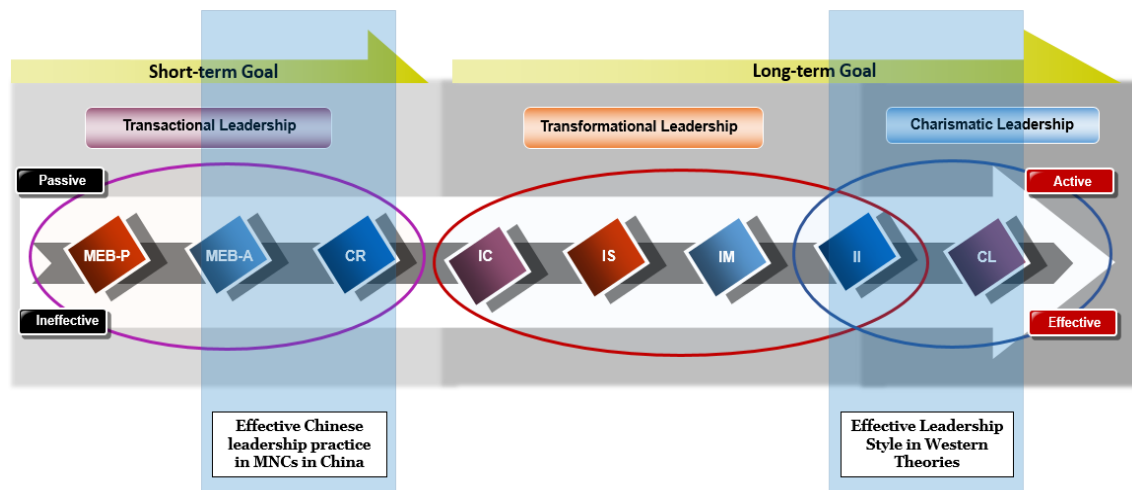 Short-term Goal
Long-term Goal
Transactional Leadership
Transformational Leadership
Charismatic Leadership
Passive
Active
MEB-P
MEB-A
CR
IC
IS
IM
II
CL
Ineffective
Effective
Effective Chinese
leadership practice
in MNCs in China
Effective Leadership
Style in Western
Theories